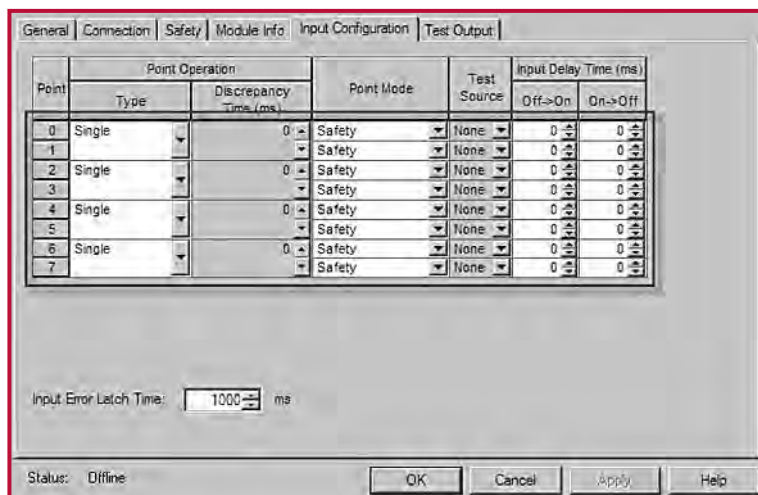 General Connection Safety Module Info Input Configuration Test Output
Point Point Operation Point Mode Test Source Input Delay Time (ms)
Type Discrepancy Time (ms) Off->On On->Off
0 Single 0 Safety None 0 0
1 Safety None 0 0
2 Single 0 Safety None 0 0
3 Safety None 0 0
4 Single 0 Safety None 0 0
5 Safety None 0 0
6 Single 0 Safety None 0 0
7 Safety None 0 0
Input Error Latch Time: 1000 ms
Status: Offline OK Cancel Apply Help